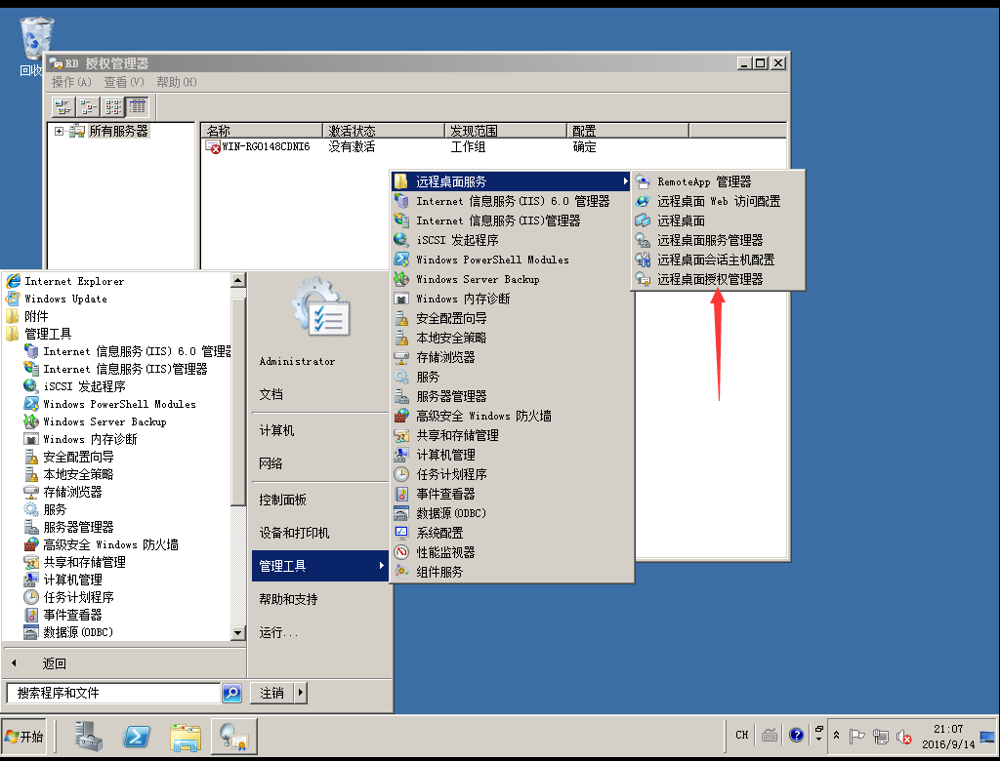 回收
RD 授权管理器
操作(A) 查看(V) 帮助(H)
所有服务器
名称 激活状态 发现范围 配置
WIN-RGO148CDNI6 没有激活 工作组 确定
远程桌面服务
Internet 信息服务(IIS) 6.0 管理器
Internet 信息服务(IIS)管理器
iSCSI 发起程序
Windows PowerShell Modules
Windows Server Backup
Windows 内存诊断
安全配置向导
本地安全策略
存储浏览器
服务
服务器管理器
高级安全 Windows 防火墙
共享和存储管理
计算机管理
任务计划程序
事件查看器
数据源(ODBC)
系统配置
性能监视器
组件服务
RemoteApp 管理器
远程桌面 Web 访问配置
远程桌面
远程桌面服务管理器
远程桌面会话主机配置
远程桌面授权管理器
Internet Explorer
Windows Update
附件
管理工具
Internet 信息服务(IIS) 6.0 管理器
Internet 信息服务(IIS)管理器
iSCSI 发起程序
Windows PowerShell Modules
Windows Server Backup
Windows 内存诊断
安全配置向导
本地安全策略
存储浏览器
服务
服务器管理器
高级安全 Windows 防火墙
共享和存储管理
计算机管理
任务计划程序
事件查看器
数据源(ODBC)
返回
搜索程序和文件
Administrator
文档
计算机
网络
控制面板
设备和打印机
管理工具
帮助和支持
运行...
注销
开始
CH
21:07
2016/9/14